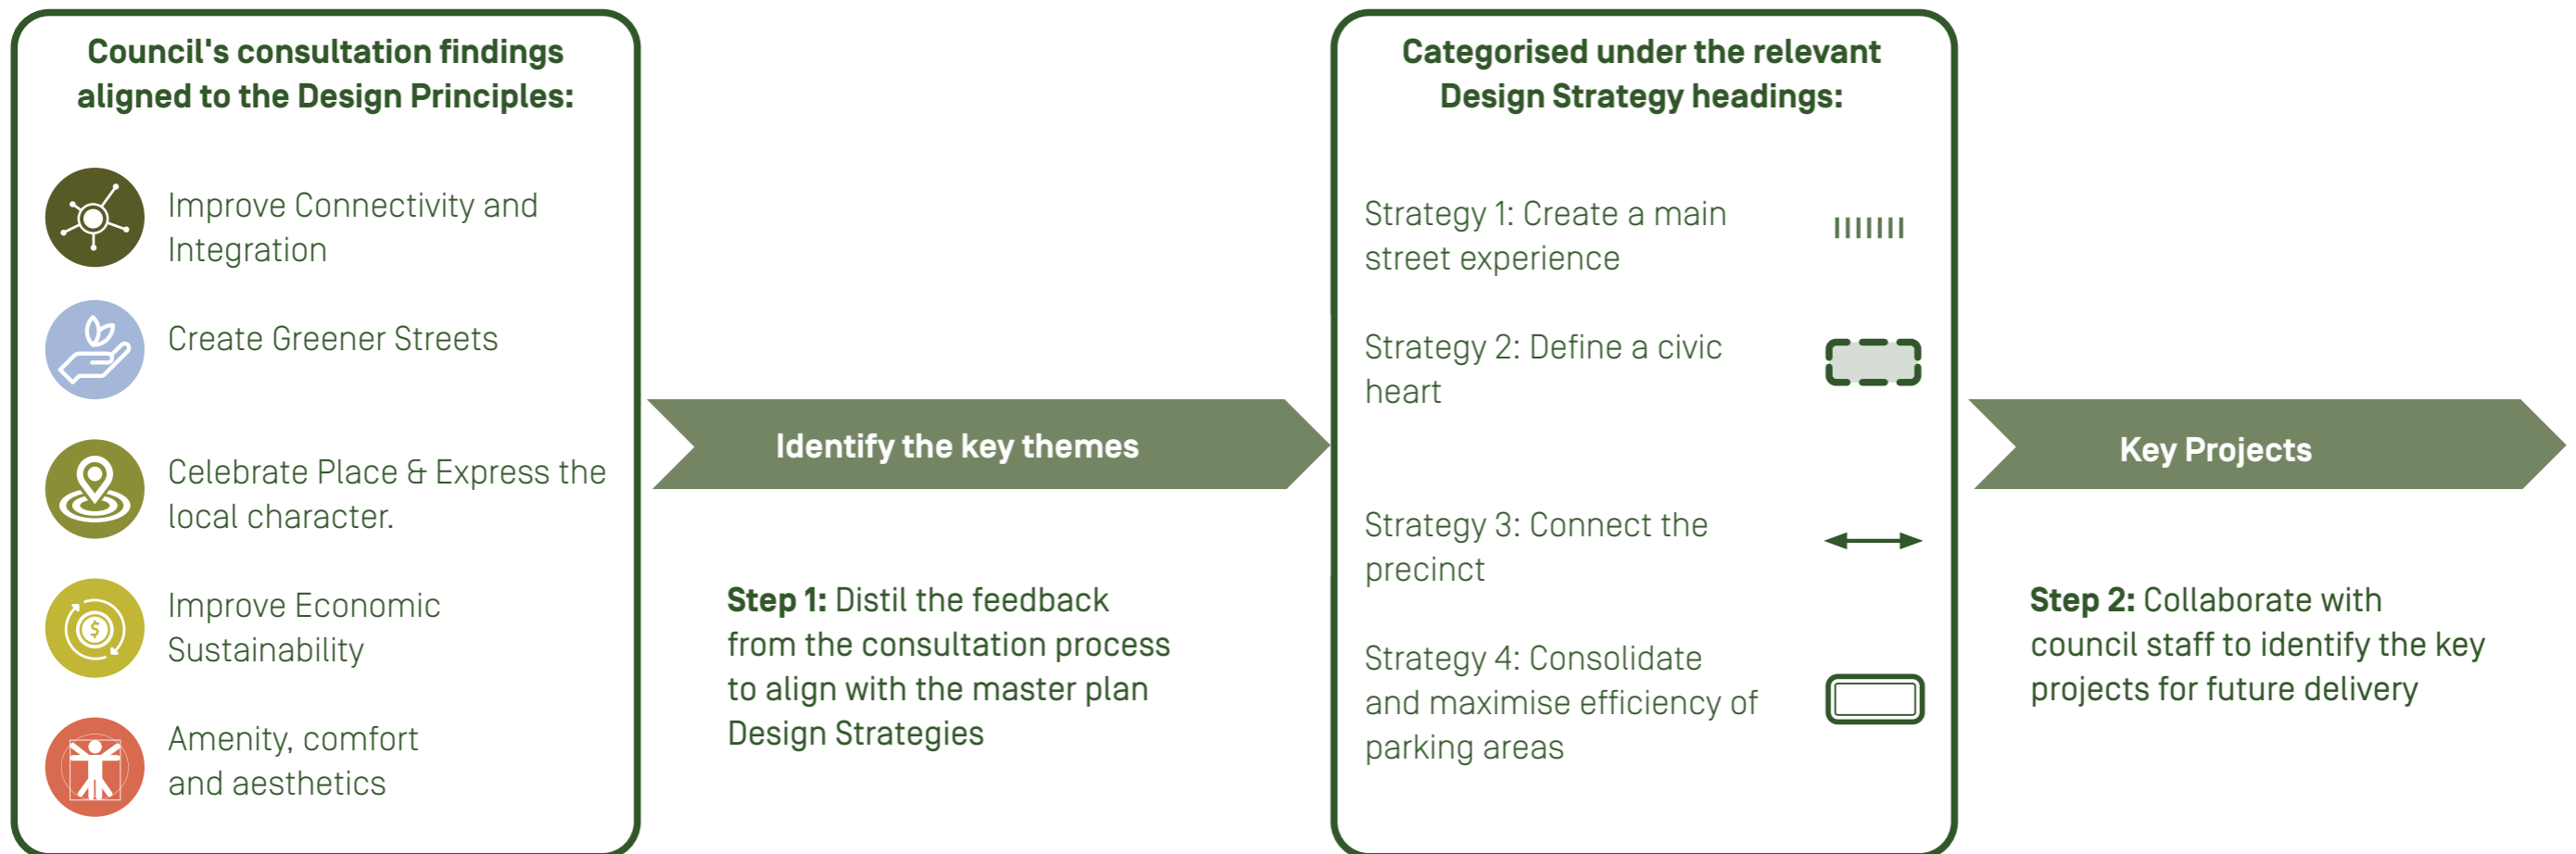 Council's consultation findings
aligned to the Design Principles:
Improve Connectivity and
Integration
Create Greener Streets
Celebrate Place & Express the
local character.
Improve Economic
Sustainability
$
Amenity, comfort
and aesthetics
Identify the key themes
Step 1: Distil the feedback
from the consultation process
to align with the master plan
Design Strategies
Categorised under the relevant
Design Strategy headings:
Strategy 1: Create a main
street experience
Strategy 2: Define a civic
heart
Strategy 3: Connect the
precinct
Strategy 4: Consolidate
and maximise efficiency of
parking areas
Key Projects
Step 2: Collaborate with
council staff to identify the key
projects for future delivery